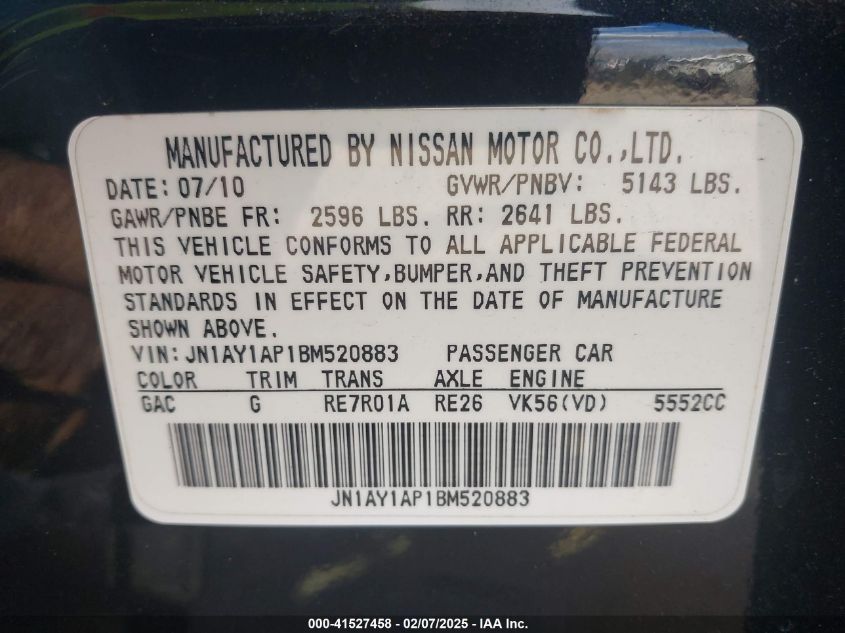 MANUFACTURED BY NISSAN MOTOR CO.,LTD.
DATE: 07/10 GVWR/PNBV: 5143 LBS.
GAWR/PNBE FR: 2596 LBS. RR: 2641 LBS.
THIS VEHICLE CONFORMS TO ALL APPLICABLE FEDERAL
MOTOR VEHICLE SAFETY,BUMPER,AND THEFT PREVENTION
STANDARDS IN EFFECT ON THE DATE OF MANUFACTURE
SHOWN ABOVE.
VIN:JN1AY1AP1BM520883 PASSENGER CAR
COLOR TRIM TRANS AXLE ENGINE
GAC G RE7R01A RE26 VK56(VD) 5552CC
JN1AY1AP1BM520883
000-41527458 - 02/07/2025 - IAA Inc.